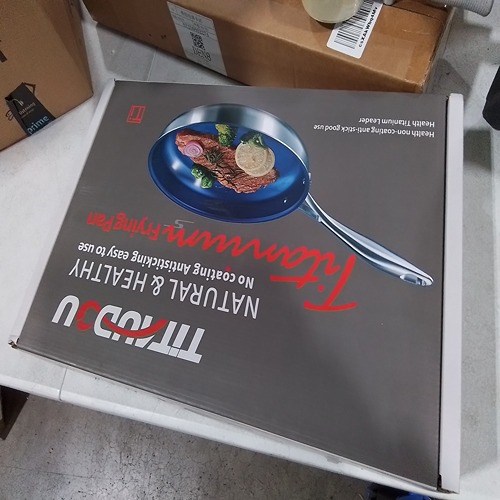 TiTAUDOU
NATURAL & HEALTHY
No coating Antisticking easy to use
Titanium Frying Pan
Health non-coating anti-stick good use
Health Titanium Leader
prime